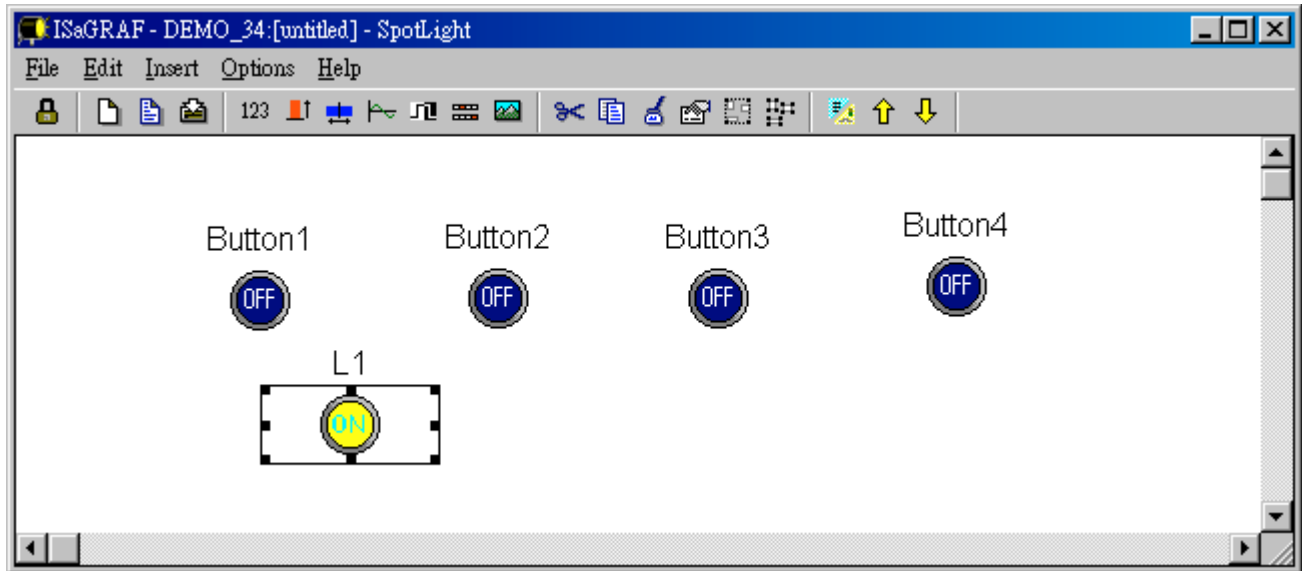 ISaGRAF - DEMO_34:[untitled] - SpotLight
File Edit Insert Options Help
123
Button1 Button2 Button3 Button4
OFF OFF OFF OFF
L1
ON